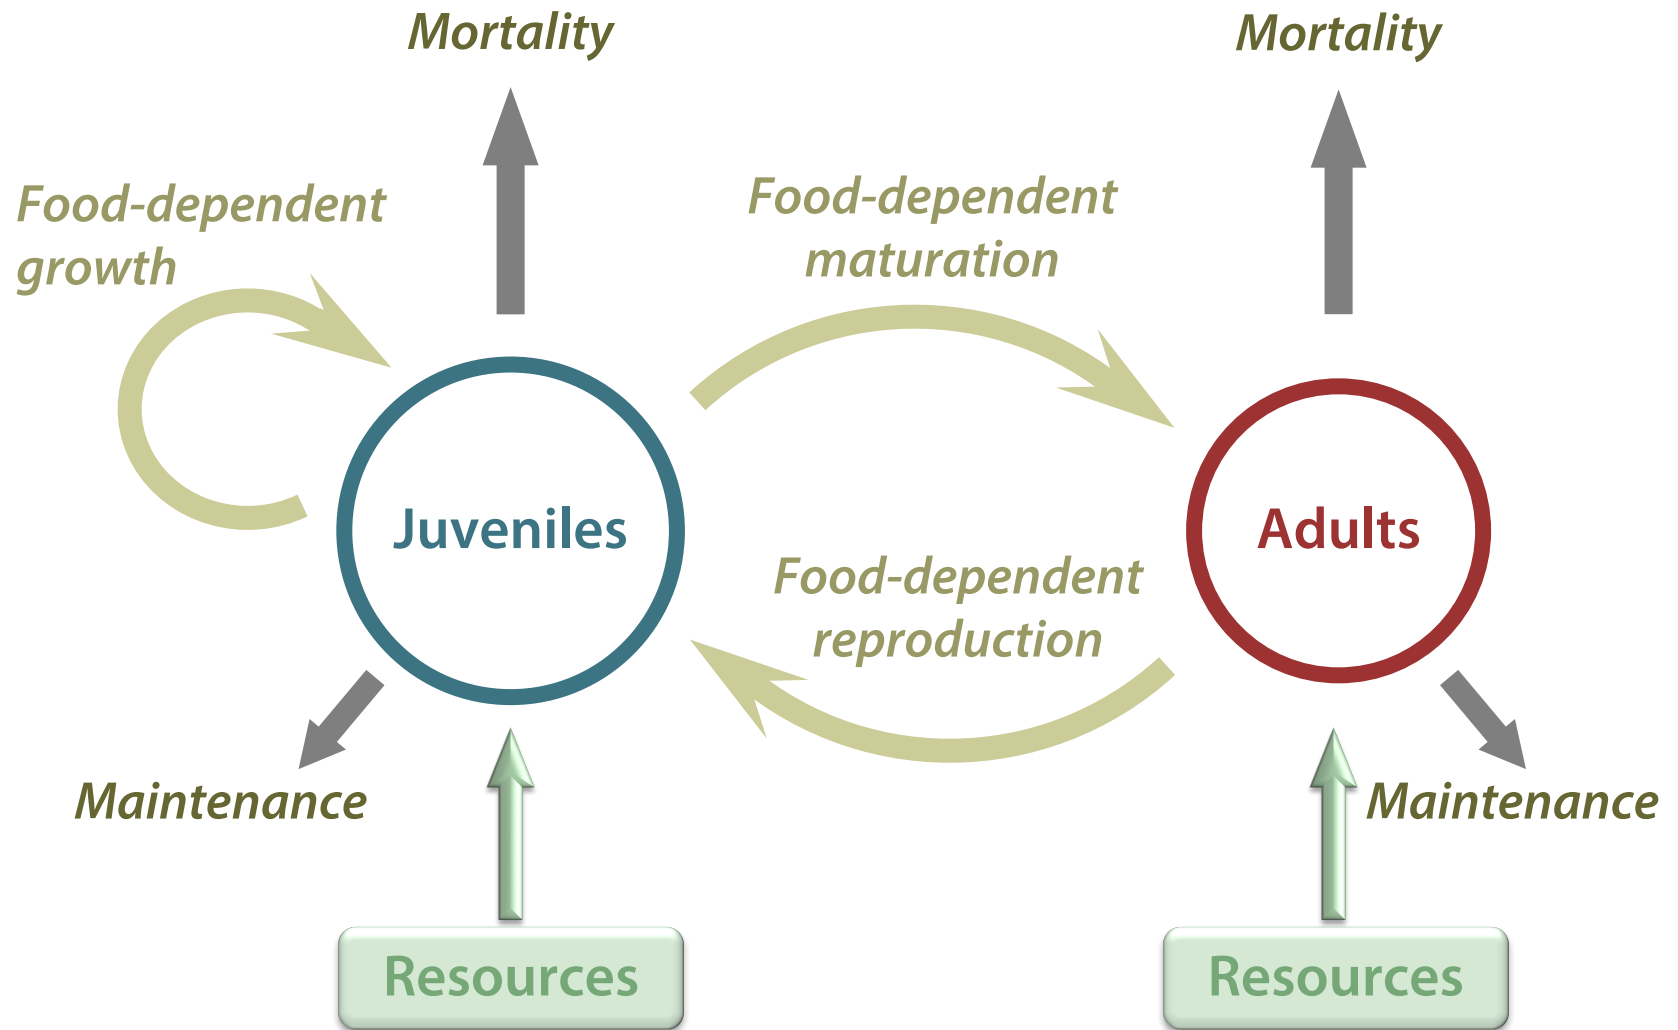 Mortality
Mortality
Food-dependent
growth
Food-dependent
maturation
Juveniles
Adults
Food-dependent
reproduction
Maintenance
Maintenance
Resources
Resources